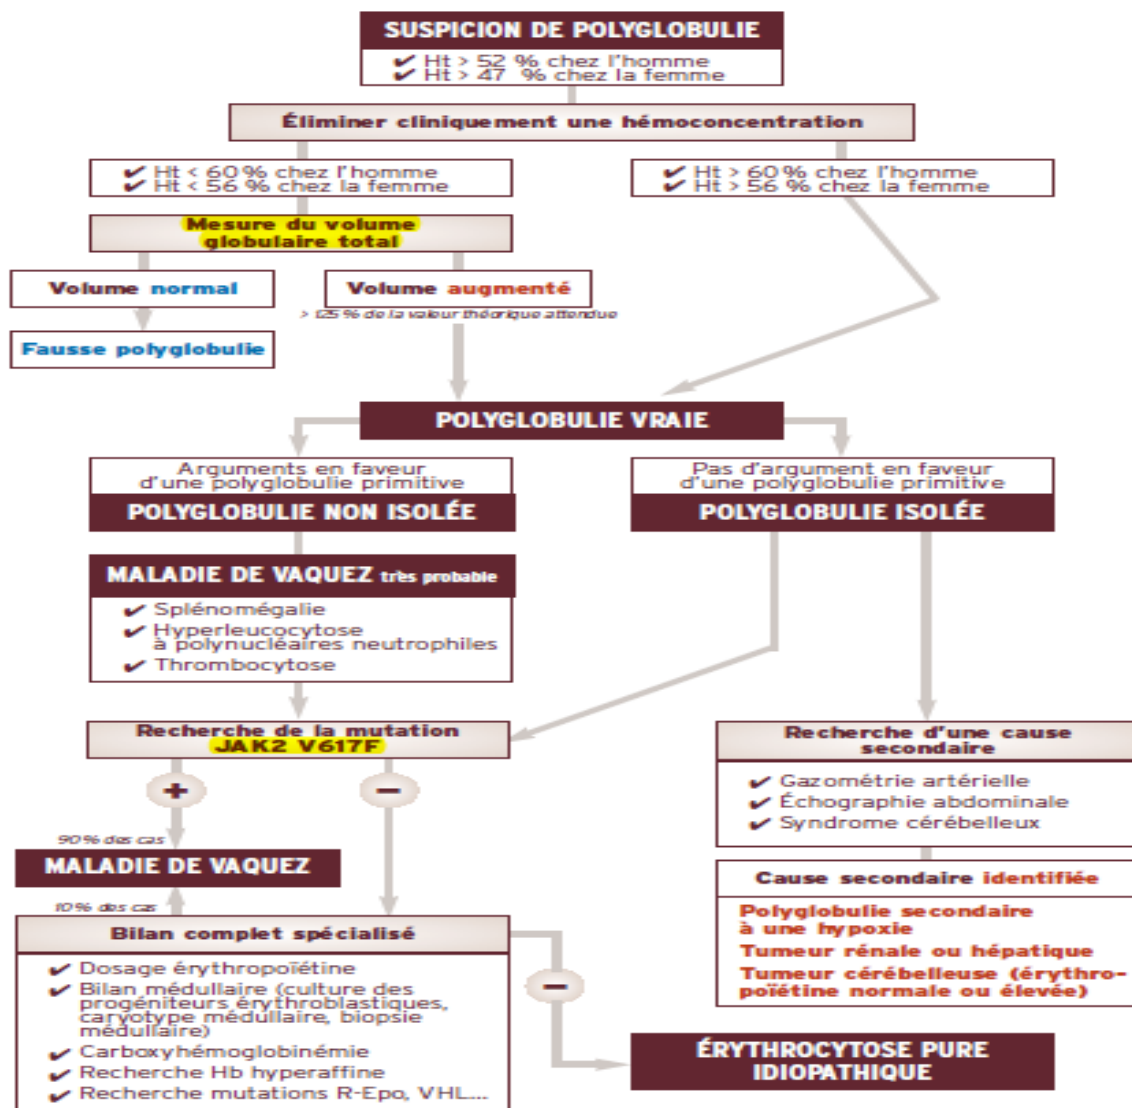 SUSPICION DE POLYGLOBULIE
✔ Ht > 52 % chez l'homme
✔ Ht > 47 % chez la femme
Éliminer cliniquement une hémoconcentration
✔ Ht < 60 % chez l'homme
✔ Ht < 56 % chez la femme
✔ Ht > 60 % chez l'homme
✔ Ht > 56 % chez la femme
Mesure du volume
globulaire total
Volume normal
Volume augmenté
> 125 % de la valeur théorique attendue
Fausse polyglobulie
POLYGLOBULIE VRAIE
Arguments en faveur
d'une polyglobulie primitive
POLYGLOBULIE NON ISOLÉE
Pas d'argument en faveur
d'une polyglobulie primitive
POLYGLOBULIE ISOLÉE
MALADIE DE VAQUEZ très probable
✔ Splénomégalie
✔ Hyperleucocytose
à polynucléaires neutrophiles
✔ Thrombocytose
Recherche de la mutation
JAK2 V617F
+
−
90 % des cas
MALADIE DE VAQUEZ
10 % des cas
Recherche d'une cause
secondaire
✔ Gazométrie artérielle
✔ Échographie abdominale
✔ Syndrome cérébelleux
Cause secondaire identifiée
Polyglobulie secondaire
à une hypoxie
Tumeur rénale ou hépatique
Tumeur cérébelleuse (érythro-
poïétine normale ou élevée)
Bilan complet spécialisé
✔ Dosage érythropoïétine
✔ Bilan médullaire (culture des
progéniteurs érythroblastiques,
caryotype médullaire, biopsie
médullaire)
✔ Carboxyhémoglobinémie
✔ Recherche Hb hyperaffine
✔ Recherche mutations R-Epo, VHL...
−
ÉRYTHROCYTOSE PURE
IDIOPATHIQUE